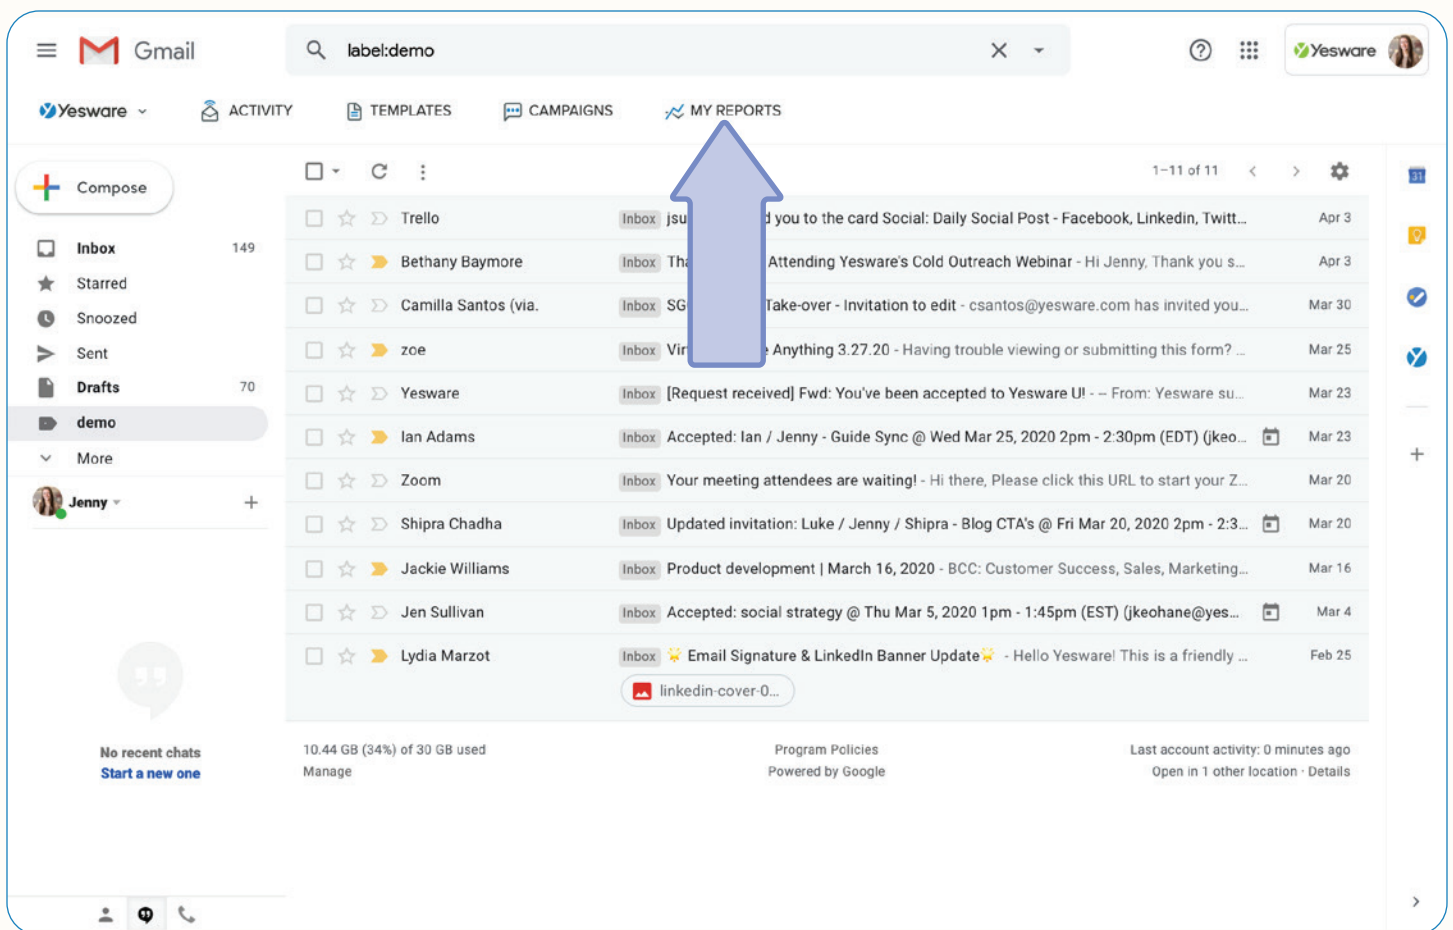 Gmail
label:demo
Yesware
Yesware
ACTIVITY
TEMPLATES
CAMPAIGNS
MY REPORTS
Compose
1–11 of 11
31
Inbox 149
Starred
Snoozed
Sent
Drafts 70
demo
More
Jenny
No recent chats
Start a new one
Trello Inbox you to the card Social: Daily Social Post - Facebook, Linkedin, Twitt... Apr 3
Bethany Baymore Inbox Attending Yesware's Cold Outreach Webinar - Hi Jenny, Thank you s... Apr 3
Camilla Santos (via. Inbox Take-over - Invitation to edit - csantos@yesware.com has invited you... Mar 30
zoe Inbox Anything 3.27.20 - Having trouble viewing or submitting this form? ... Mar 25
Yesware Inbox [Request received] Fwd: You've been accepted to Yesware U! - -- From: Yesware su... Mar 23
Ian Adams Inbox Accepted: Ian / Jenny - Guide Sync @ Wed Mar 25, 2020 2pm - 2:30pm (EDT) (jkeo... Mar 23
Zoom Inbox Your meeting attendees are waiting! - Hi there, Please click this URL to start your Z... Mar 20
Shipra Chadha Inbox Updated invitation: Luke / Jenny / Shipra - Blog CTA's @ Fri Mar 20, 2020 2pm - 2:3... Mar 20
Jackie Williams Inbox Product development | March 16, 2020 - BCC: Customer Success, Sales, Marketing... Mar 16
Jen Sullivan Inbox Accepted: social strategy @ Thu Mar 5, 2020 1pm - 1:45pm (EST) (jkeohane@yes... Mar 4
Lydia Marzot Inbox Email Signature & LinkedIn Banner Update - Hello Yesware! This is a friendly ... Feb 25
linkedin-cover-0...
10.44 GB (34%) of 30 GB used
Manage
Program Policies
Powered by Google
Last account activity: 0 minutes ago
Open in 1 other location · Details